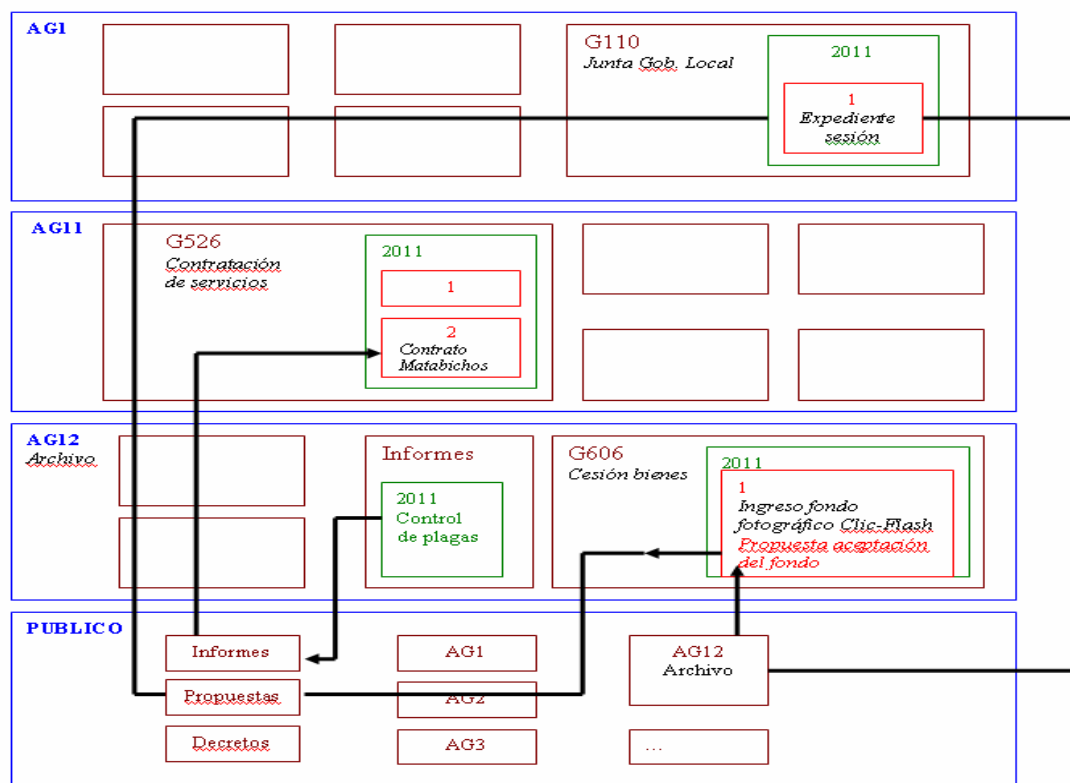 AG1
G110
Junta Gob. Local
2011
1
Expediente
sesión
AG11
G526
Contratación
de servicios
2011
1
2
Contrato
Matabichos
AG12
Archivo
Informes
2011
Control
de plagas
G606
Cesión bienes
2011
1
Ingreso fondo
fotográfico Clic-Flash
Propuesta aceptación
del fondo
PUBLICO
Informes
AG1
AG12
Archivo
Propuestas
AG2
Decretos
AG3
...